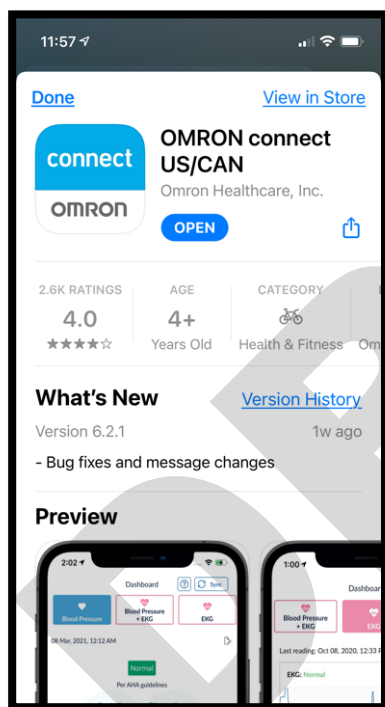 11:57
Done
View in Store
connect
OMRON
OMRON connect
US/CAN
Omron Healthcare, Inc.
OPEN
2.6K RATINGS
4.0
★★★★☆
AGE
4+
Years Old
CATEGORY
Health & Fitness
Om
What's New
Version History
Version 6.2.1
1w ago
- Bug fixes and message changes
Preview
2:02
Dashboard
Sync
Blood Pressure
Blood Pressure
+ EKG
EKG
08 Mar, 2021, 12:12 AM
Normal
Per AHA guidelines
1:00
Dashboar
Blood Pressure
+ EKG
Last reading: Oct 08, 2020, 12:33 P
EKG: Normal